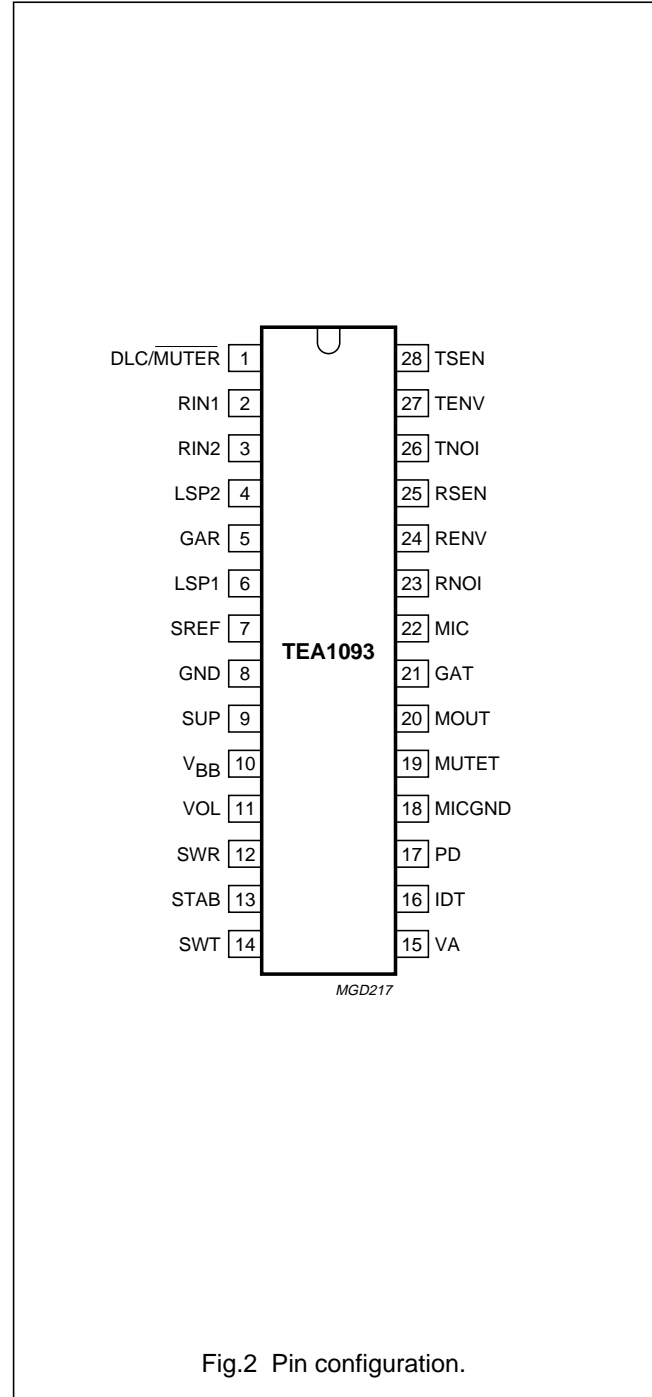 DLC/MUTER 1
RIN1 2
RIN2 3
LSP2 4
GAR 5
LSP1 6
SREF 7
GND 8
SUP 9
VBB 10
VOL 11
SWR 12
STAB 13
SWT 14
TEA1093
28 TSEN
27 TENV
26 TNOI
25 RSEN
24 RENV
23 RNOI
22 MIC
21 GAT
20 MOUT
19 MUTET
18 MICGND
17 PD
16 IDT
15 VA
MGD217
Fig.2 Pin configuration.